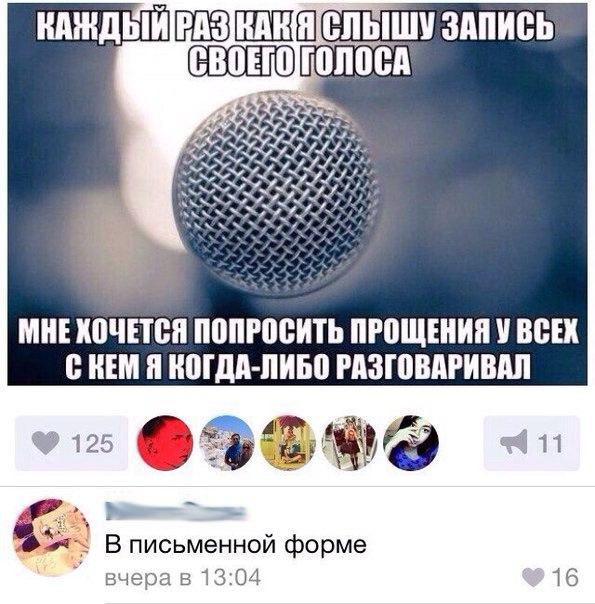 КАЖДЫЙ РАЗ КАК Я СЛЫШУ ЗАПИСЬ
СВОЕГО ГОЛОСА
МНЕ ХОЧЕТСЯ ПОПРОСИТЬ ПРОЩЕНИЯ У ВСЕХ
С КЕМ Я КОГДА-ЛИБО РАЗГОВАРИВАЛ
125 11
В письменной форме
вчера в 13:04 16